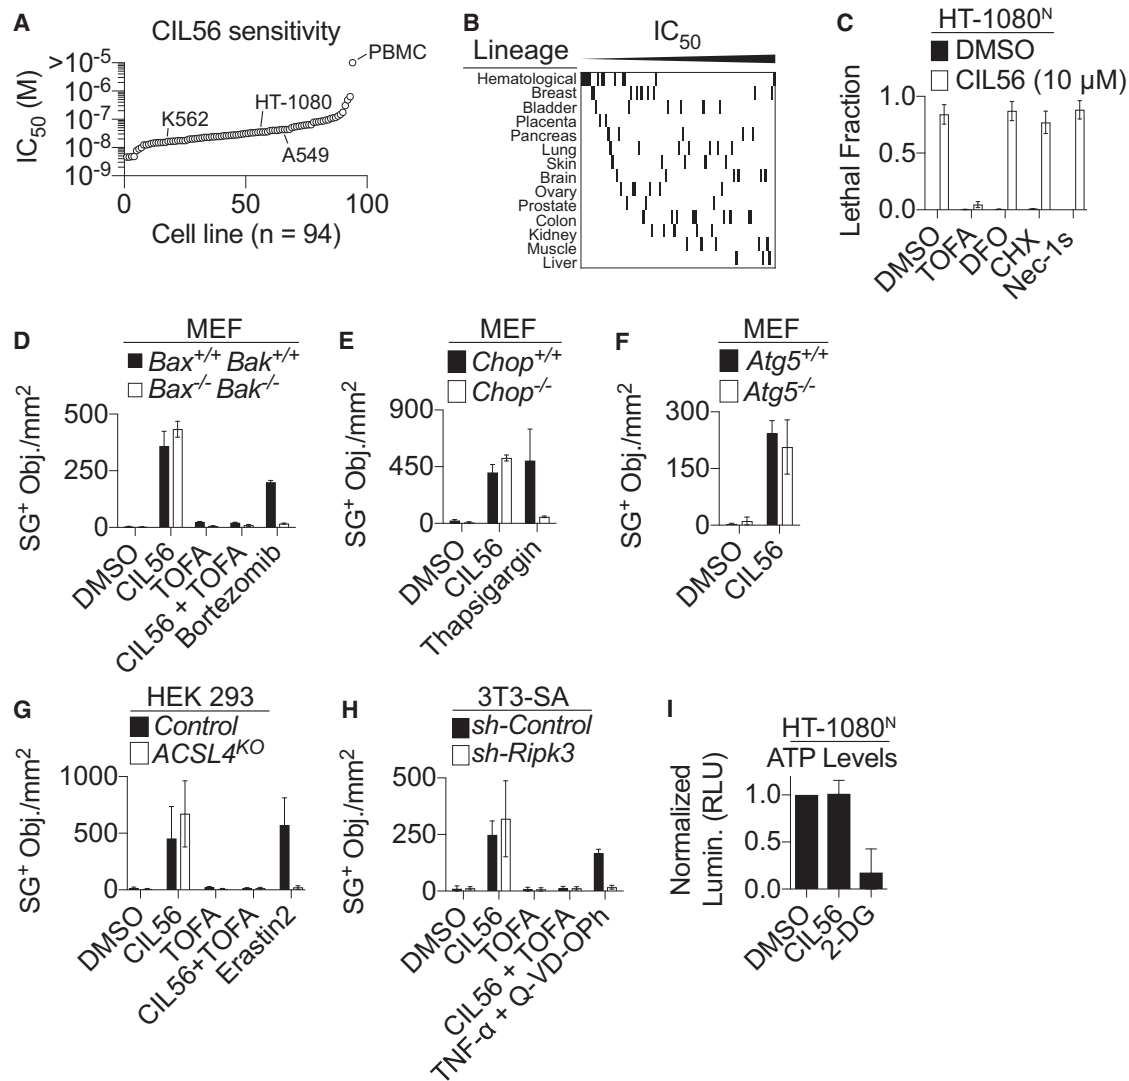 A
CIL56 sensitivity
IC50 (M)
>10-5
10-6
10-7
10-8
10-9
PBMC
K562
HT-1080
A549
0
50
100
Cell line (n = 94)
B
Lineage
IC50
Hematological
Breast
Bladder
Placenta
Pancreas
Lung
Skin
Brain
Ovary
Prostate
Colon
Kidney
Muscle
Liver
C
HT-1080N
DMSO
CIL56 (10 µM)
Lethal Fraction
1.0
0.5
0.0
DMSO
TOFA
DFO
CHX
Nec-1s
D
MEF
Bax+/+ Bak+/+
Bax-/- Bak-/-
SG+ Obj./mm2
500
250
0
DMSO
CIL56
TOFA
CIL56 + TOFA
Bortezomib
E
MEF
Chop+/+
Chop-/-
SG+ Obj./mm2
900
450
0
DMSO
CIL56
Thapsigargin
F
MEF
Atg5+/+
Atg5-/-
SG+ Obj./mm2
300
150
0
DMSO
CIL56
G
HEK 293
Control
ACSL4KO
SG+ Obj./mm2
1000
500
0
DMSO
CIL56
TOFA
CIL56+TOFA
Erastin2
H
3T3-SA
sh-Control
sh-Ripk3
SG+ Obj./mm2
500
250
0
DMSO
CIL56
TOFA
CIL56 + TOFA
TNF-α + Q-VD-OPh
I
HT-1080N
ATP Levels
Normalized
Lumin. (RLU)
1.0
0.5
0.0
DMSO
CIL56
2-DG